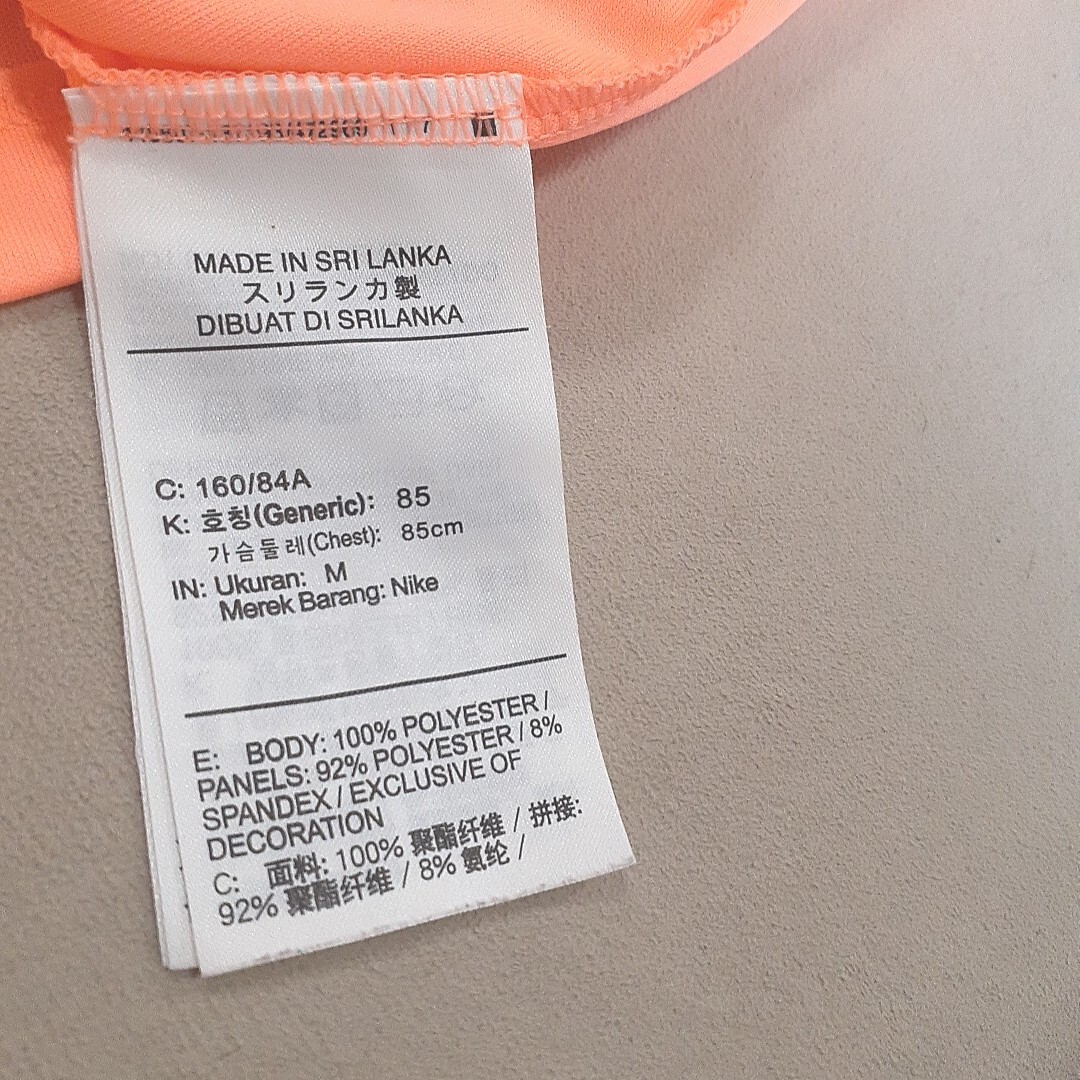 MADE IN SRI LANKA
スリランカ製
DIBUAT DI SRILANKA
C: 160/84A
K: 호칭(Generic): 85
가슴둘레(Chest): 85cm
IN: Ukuran: M
Merek Barang: Nike
E: BODY: 100% POLYESTER /
PANELS: 92% POLYESTER / 8%
SPANDEX / EXCLUSIVE OF
DECORATION
C: 面料: 100% 聚酯纤维 / 拼接:
92% 聚酯纤维 / 8% 氨纶 /